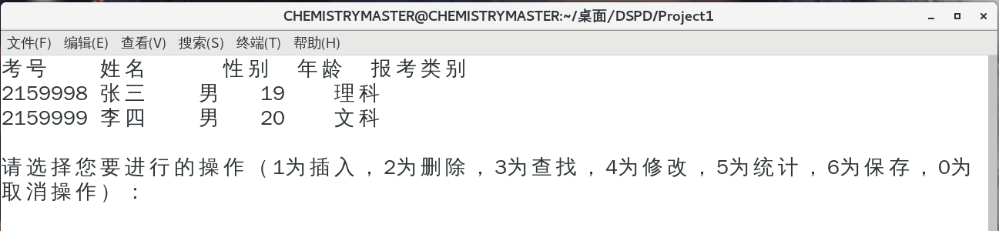 CHEMISTRYMASTER@CHEMISTRYMASTER:~/桌面/DSPD/Project1
文件(F) 编辑(E) 查看(V) 搜索(S) 终端(T) 帮助(H)
考号 姓名 性别 年龄 报考类别
2159998 张三 男 19 理科
2159999 李四 男 20 文科
请选择您要进行的操作（1为插入，2为删除，3为查找，4为修改，5为统计，6为保存，0为
取消操作）：